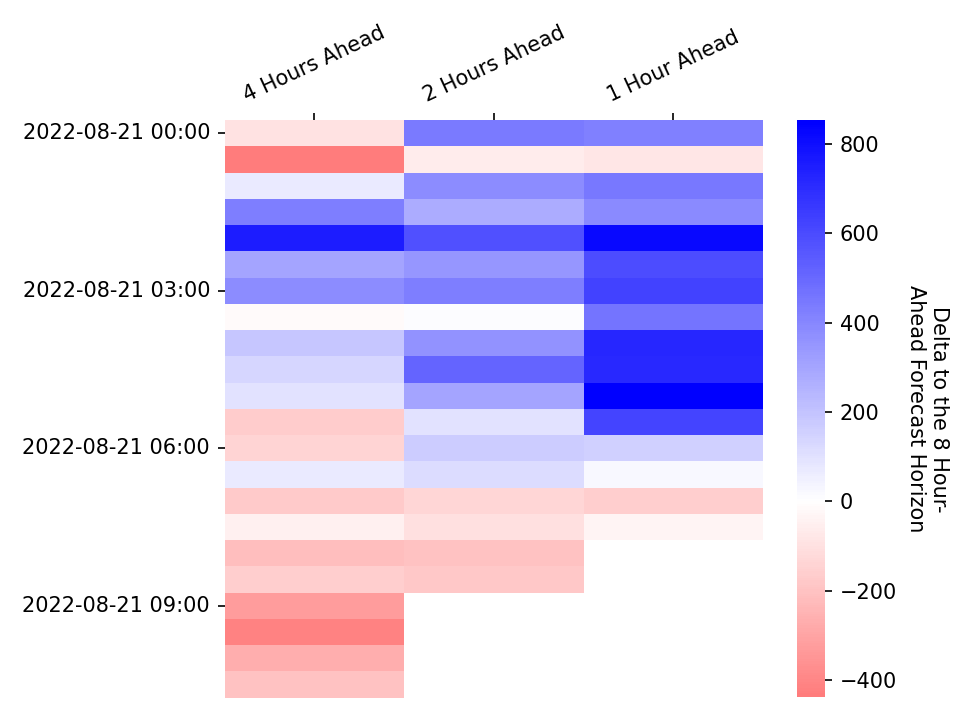 4 Hours Ahead
2 Hours Ahead
1 Hour Ahead
2022-08-21 00:00
2022-08-21 03:00
2022-08-21 06:00
2022-08-21 09:00
800
600
400
200
0
−200
−400
Delta to the 8 Hour-
Ahead Forecast Horizon